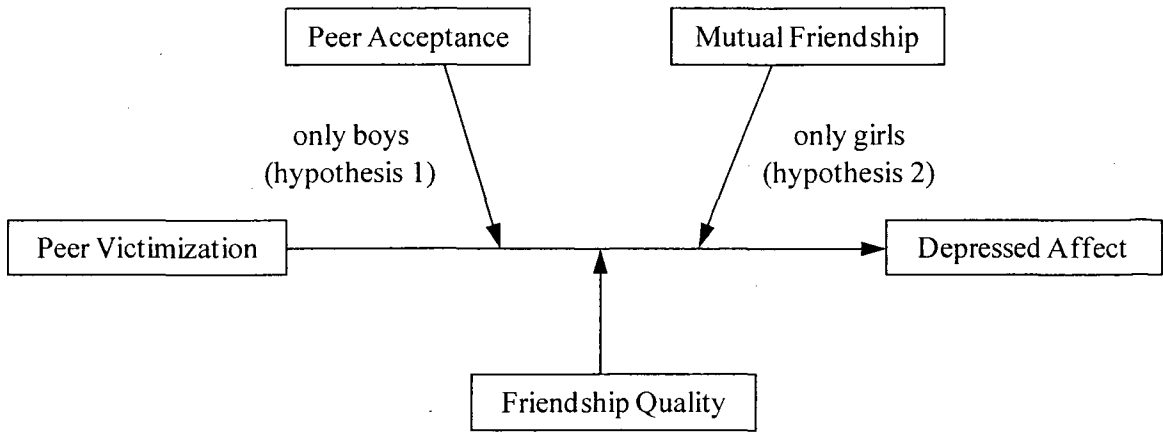 Peer Acceptance
Mutual Friendship
only boys
(hypothesis 1)
only girls
(hypothesis 2)
Peer Victimization
Depressed Affect
Friendship Quality